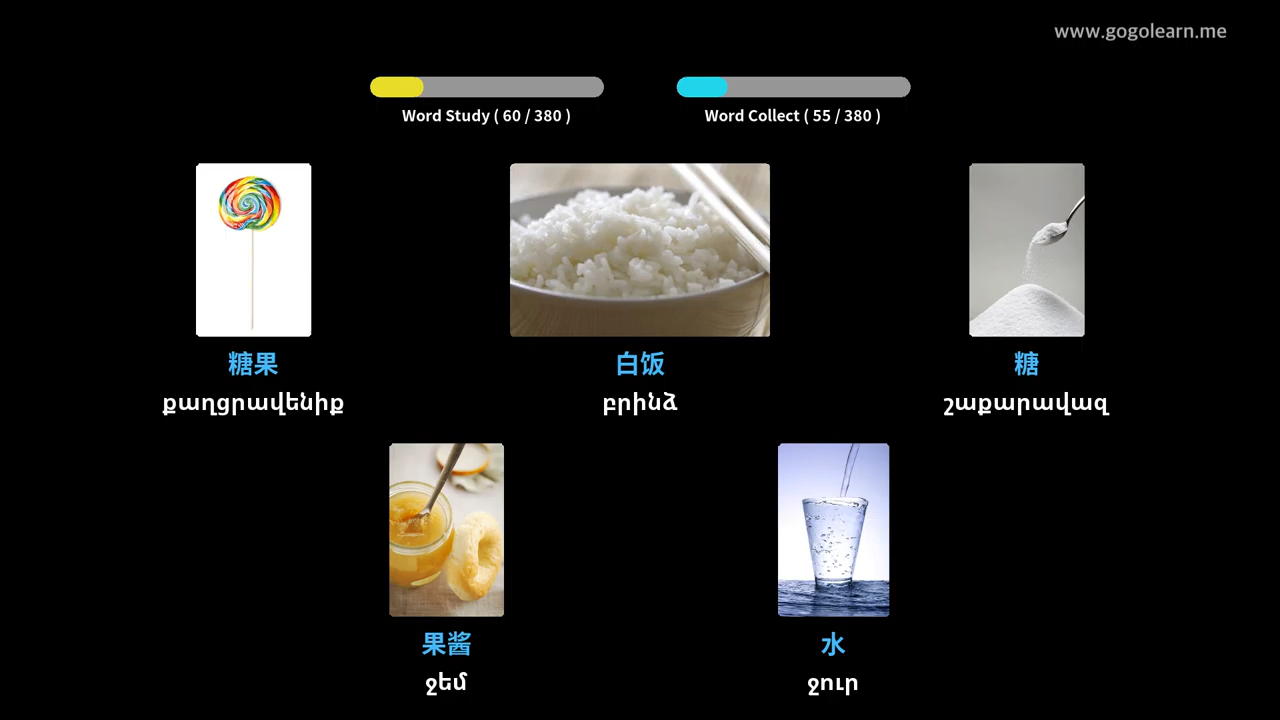 www.gogolearn.me
Word Study ( 60 / 380 )
Word Collect ( 55 / 380 )
糖果
白饭
糖
քաղցրավենիք
բրինձ
շաքարավազ
果酱
水
ջեմ
ջուր